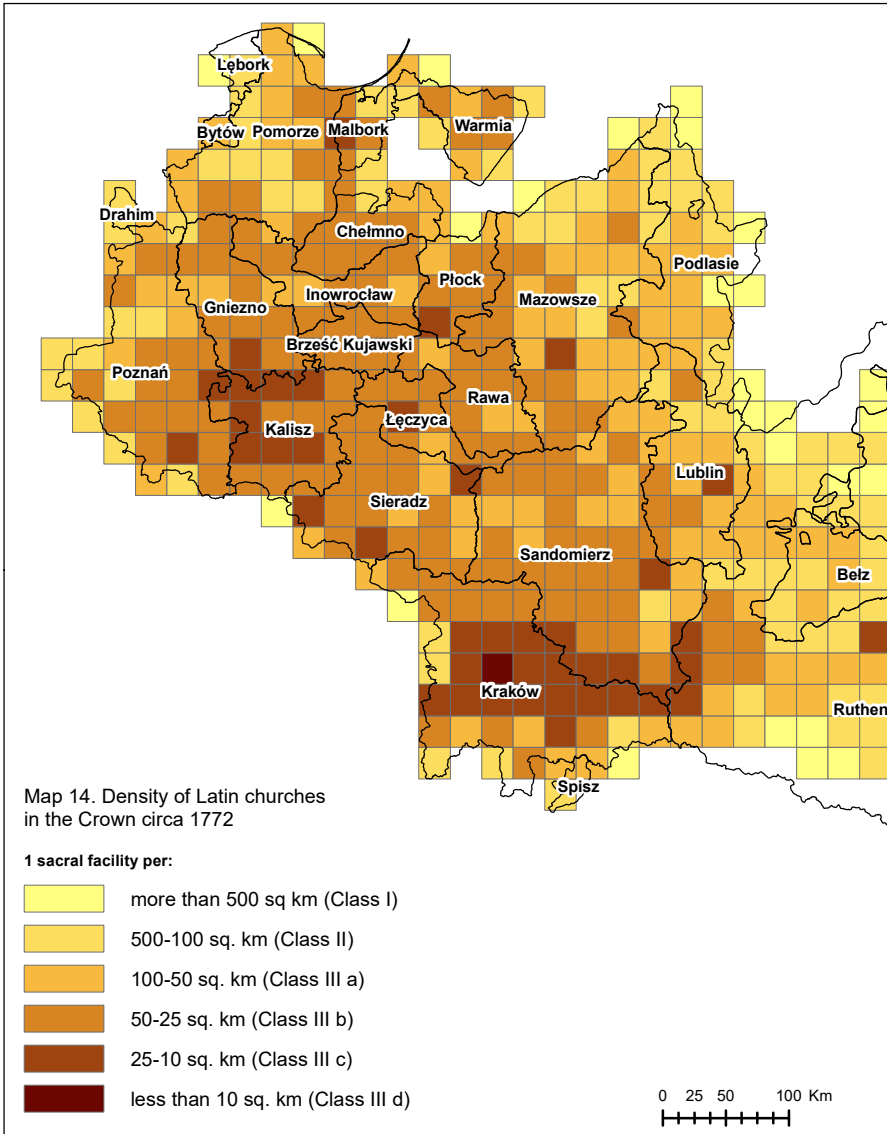 Lębork
Bytów
Pomorze
Malbork
Warmia
Drahim
Chełmno
Podlasie
Płock
Inowrocław
Mazowsze
Gniezno
Brześć Kujawski
Poznań
Rawa
Łęczyca
Kalisz
Lublin
Sieradz
Sandomierz
Bełz
Kraków
Ruthen
Spisz
Map 14. Density of Latin churches
in the Crown circa 1772
1 sacral facility per:
more than 500 sq km (Class I)
500-100 sq. km (Class II)
100-50 sq. km (Class III a)
50-25 sq. km (Class III b)
25-10 sq. km (Class III c)
less than 10 sq. km (Class III d)
0 25 50 100 Km